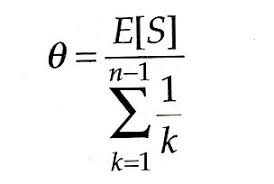 θ = E[S] / ∑_{k=1}^{n−1} 1/k